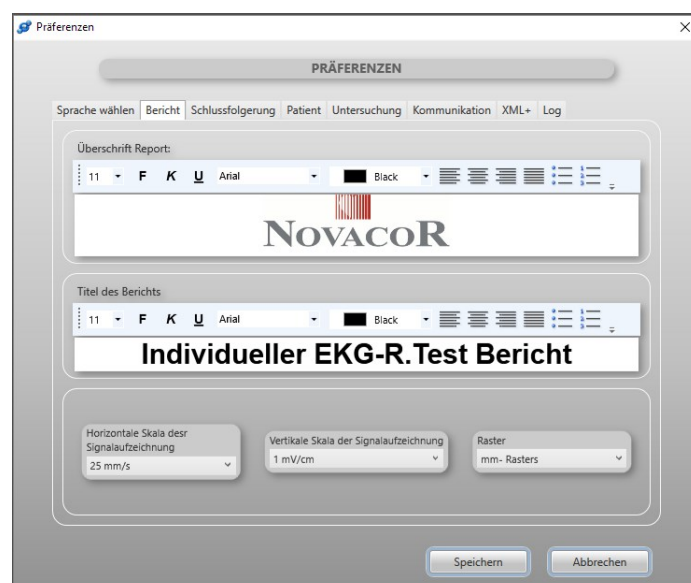 Präferenzen
PRÄFERENZEN
Sprache wählen Bericht Schlussfolgerung Patient Untersuchung Kommunikation XML+ Log
Überschrift Report:
11 F K U Arial Black
NOVACOR
Titel des Berichts
11 F K U Arial Black
Individueller EKG-R.Test Bericht
Horizontale Skala desr
Signalaufzeichnung
25 mm/s
Vertikale Skala der Signalaufzeichnung
1 mV/cm
Raster
mm- Rasters
Speichern Abbrechen